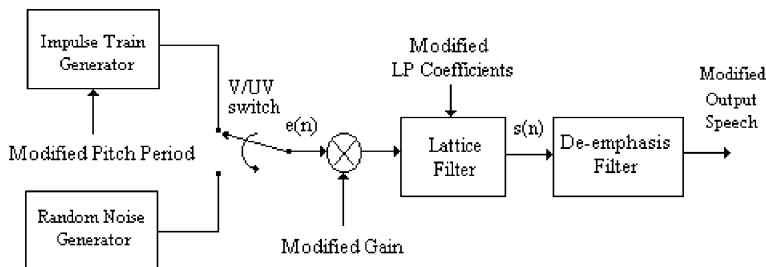 Impulse Train
Generator
Modified Pitch Period
Random Noise
Generator
V/UV
switch
e(n)
Modified Gain
Modified
LP Coefficients
Lattice
Filter
s(n)
De-emphasis
Filter
Modified
Output
Speech